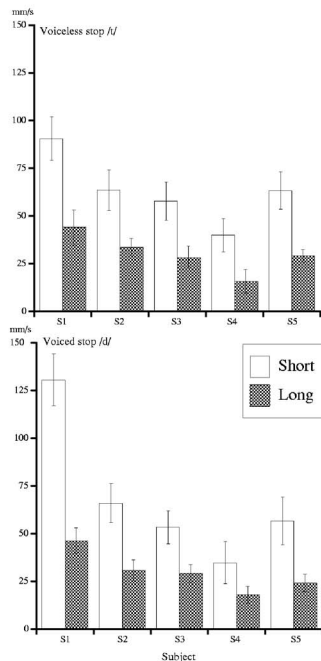 mm/s
150
Voiceless stop /t/
125
100
75
50
25
0
S1 S2 S3 S4 S5
mm/s
150
Voiced stop /d/
Short
Long
125
100
75
50
25
0
S1 S2 S3 S4 S5
Subject